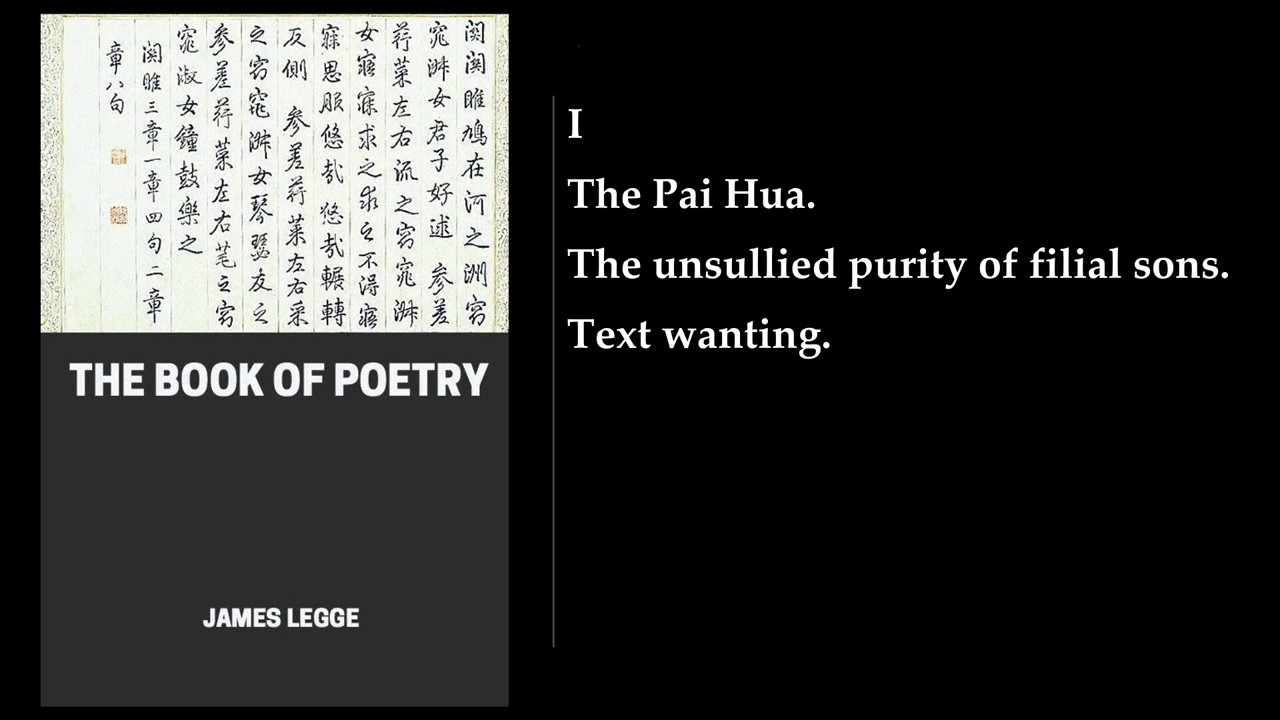 關關雎鳩在河之洲窈
窕淑女君子好逑 參差
荇菜左右流之窈窕淑
女寤寐求之求之不得寤
寐思服悠哉悠哉輾轉
反側 參差荇菜左右采
之窈窕淑女琴瑟友之
參差荇菜左右芼之窈
窕淑女鐘鼓樂之
關雎三章一章四句二章
章八句
THE BOOK OF POETRY
JAMES LEGGE
I
The Pai Hua.
The unsullied purity of filial sons.
Text wanting.